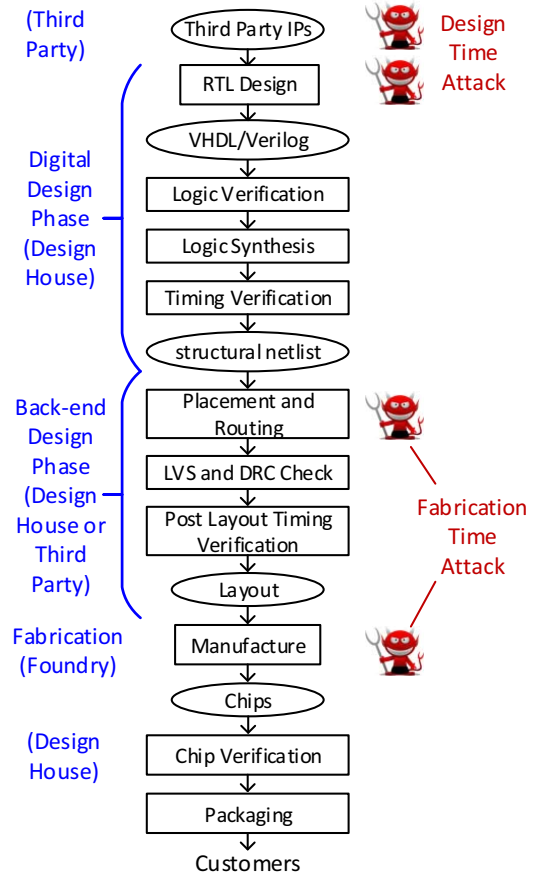 (Third
Party)
Third Party IPs
Design
Time
Attack
RTL Design
VHDL/Verilog
Digital
Design
Phase
(Design
House)
Logic Verification
Logic Synthesis
Timing Verification
structural netlist
Back-end
Design
Phase
(Design
House or
Third
Party)
Placement and
Routing
LVS and DRC Check
Post Layout Timing
Verification
Layout
Fabrication
Time
Attack
Fabrication
(Foundry)
Manufacture
Chips
(Design
House)
Chip Verification
Packaging
Customers